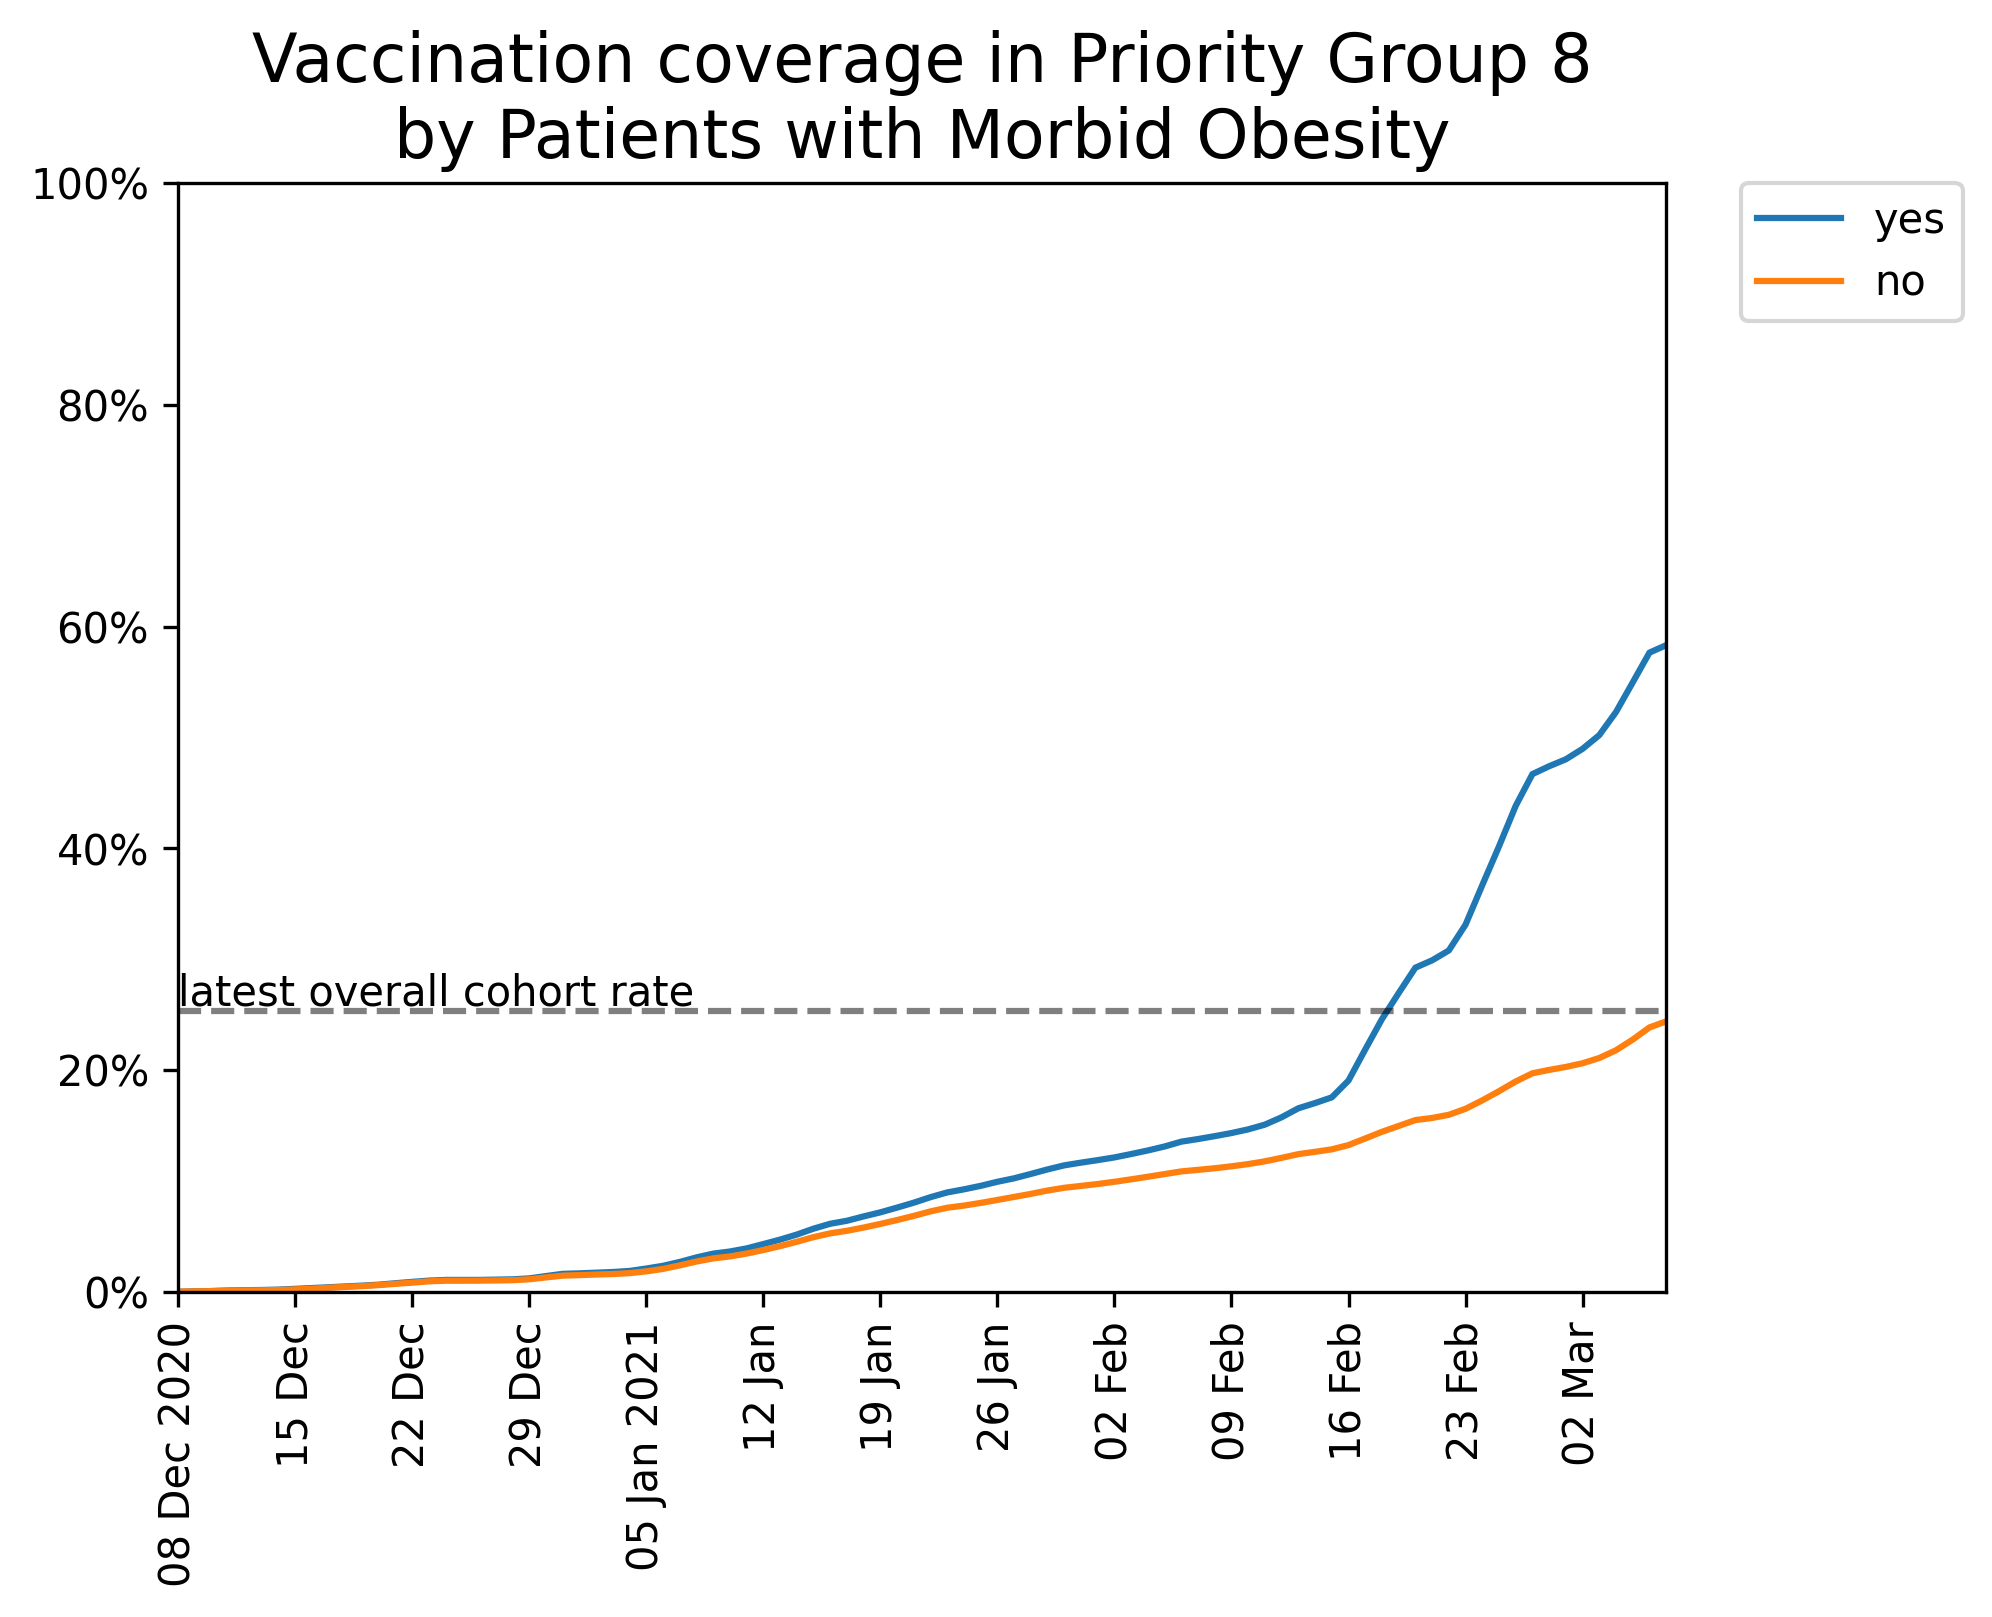 Vaccination coverage in Priority Group 8
by Patients with Morbid Obesity
100%
80%
60%
40%
20%
0%
latest overall cohort rate
yes
no
08 Dec 2020
15 Dec
22 Dec
29 Dec
05 Jan 2021
12 Jan
19 Jan
26 Jan
02 Feb
09 Feb
16 Feb
23 Feb
02 Mar